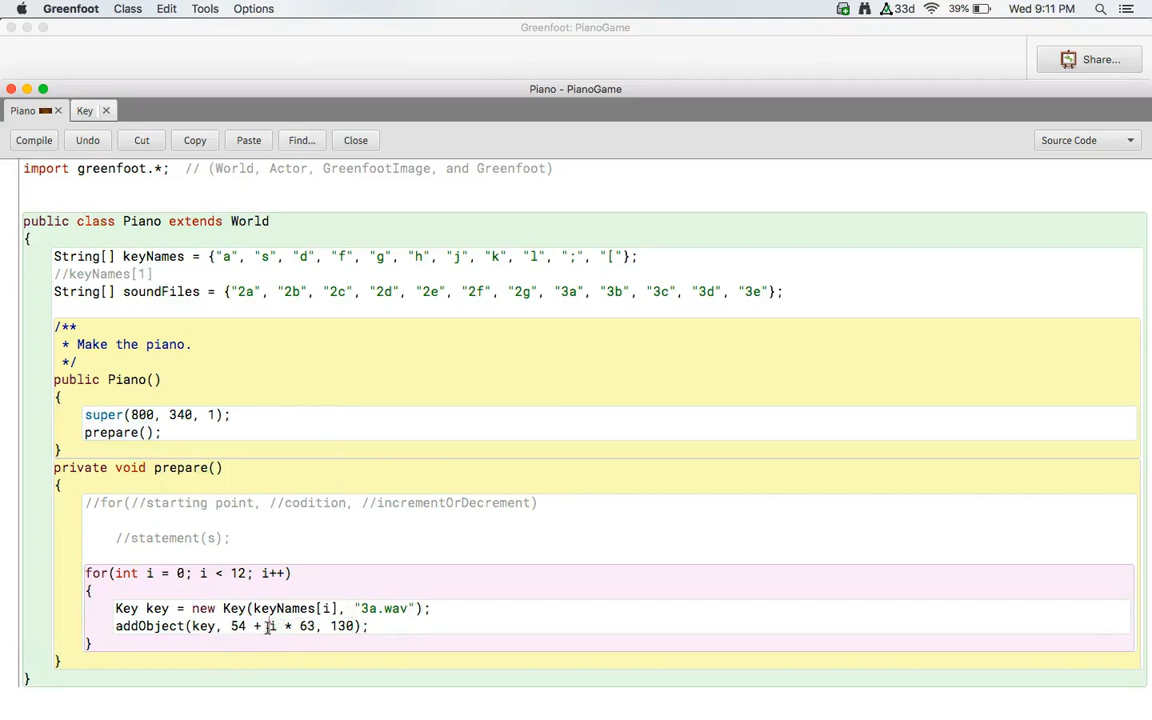 Greenfoot Class Edit Tools Options 33d 39% Wed 9:11 PM
Greenfoot: PianoGame
Share...
Piano - PianoGame
Piano Key
Compile Undo Cut Copy Paste Find... Close Source Code
import greenfoot.*;  // (World, Actor, GreenfootImage, and Greenfoot)
public class Piano extends World
{
String[] keyNames = {"a", "s", "d", "f", "g", "h", "j", "k", "l", ";", "["};
//keyNames[1]
String[] soundFiles = {"2a", "2b", "2c", "2d", "2e", "2f", "2g", "3a", "3b", "3c", "3d", "3e"};
/**
* Make the piano.
*/
public Piano()
{
super(800, 340, 1);
prepare();
}
private void prepare()
{
//for(//starting point, //codition, //incrementOrDecrement)
//statement(s);
for(int i = 0; i < 12; i++)
{
Key key = new Key(keyNames[i], "3a.wav");
addObject(key, 54 + i * 63, 130);
}
}
}